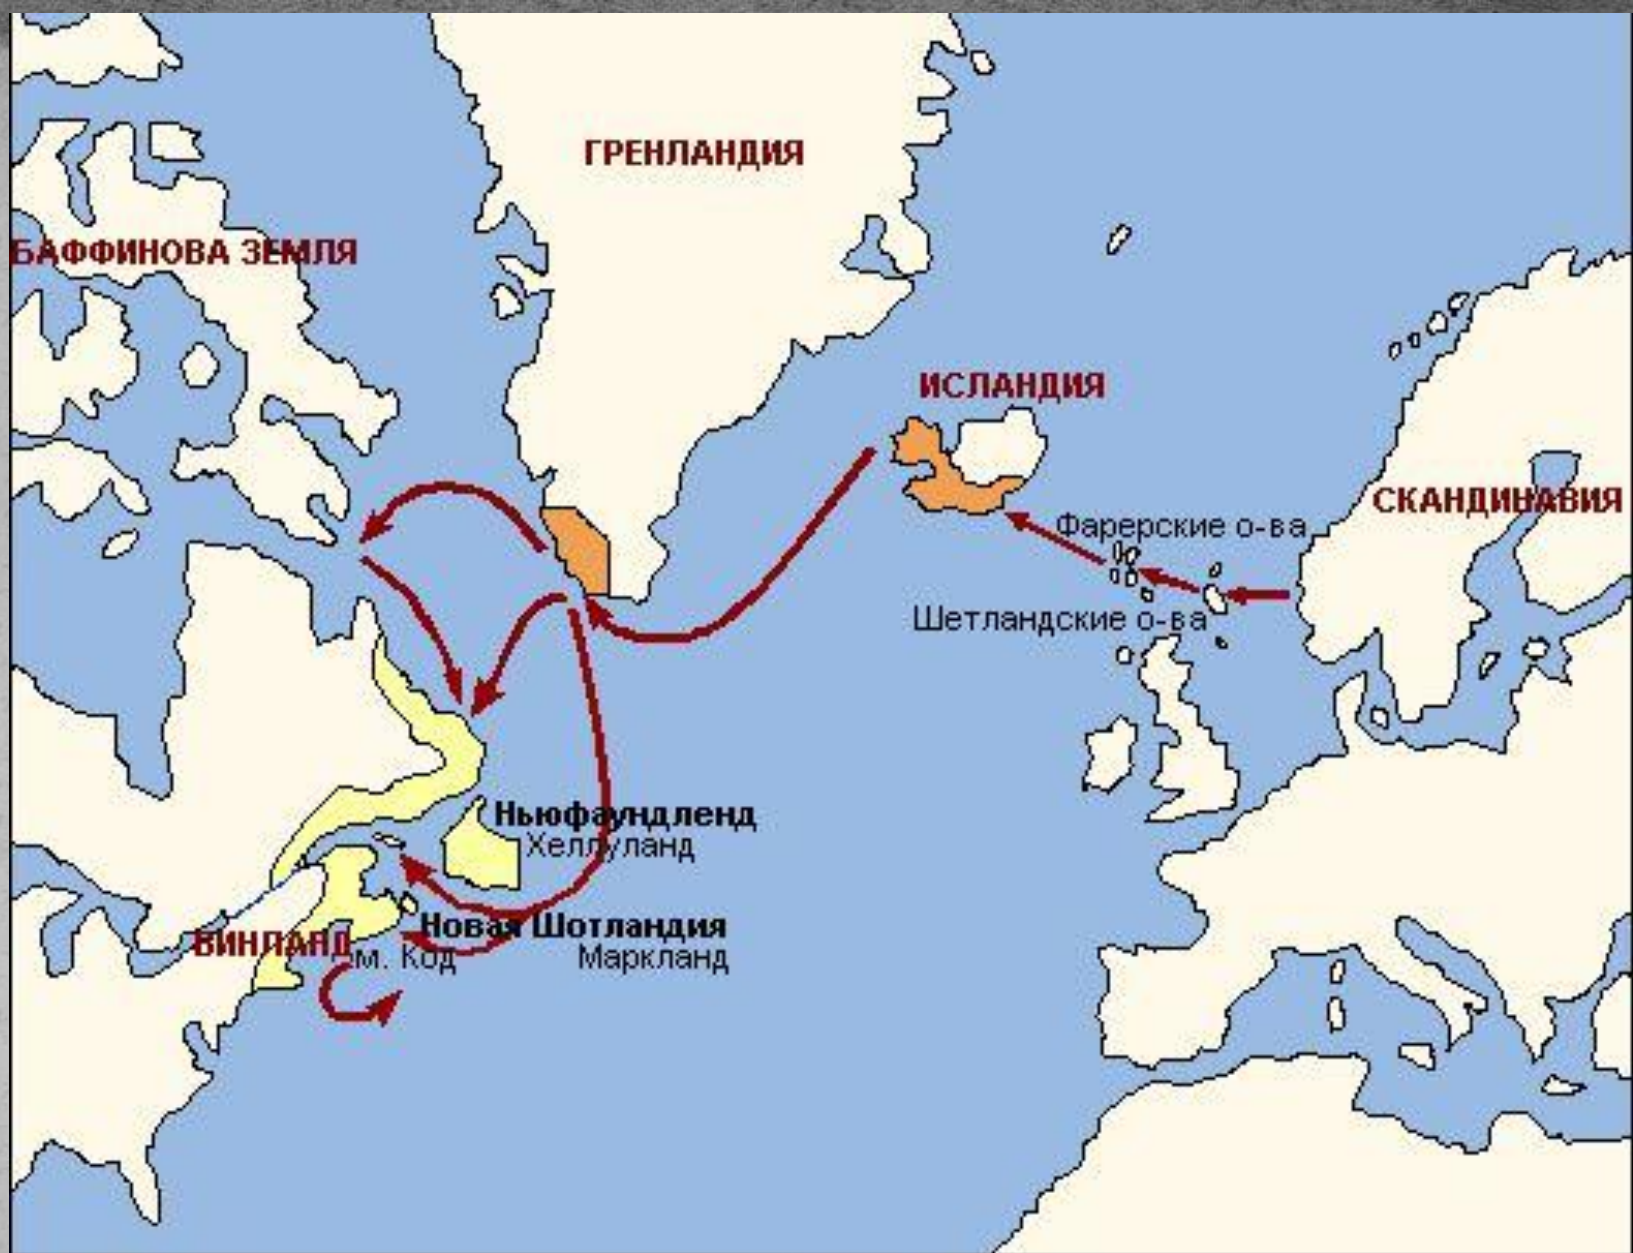 ГРЕНЛАНДИЯ
БАФФИНОВА ЗЕМЛЯ
ИСЛАНДИЯ
СКАНДИНАВИЯ
Фарерские о-ва
Шетландские о-ва
Ньюфаундленд
Хеллуланд
Новая Шотландия
ВИНЛАНД
м. Код
Маркланд